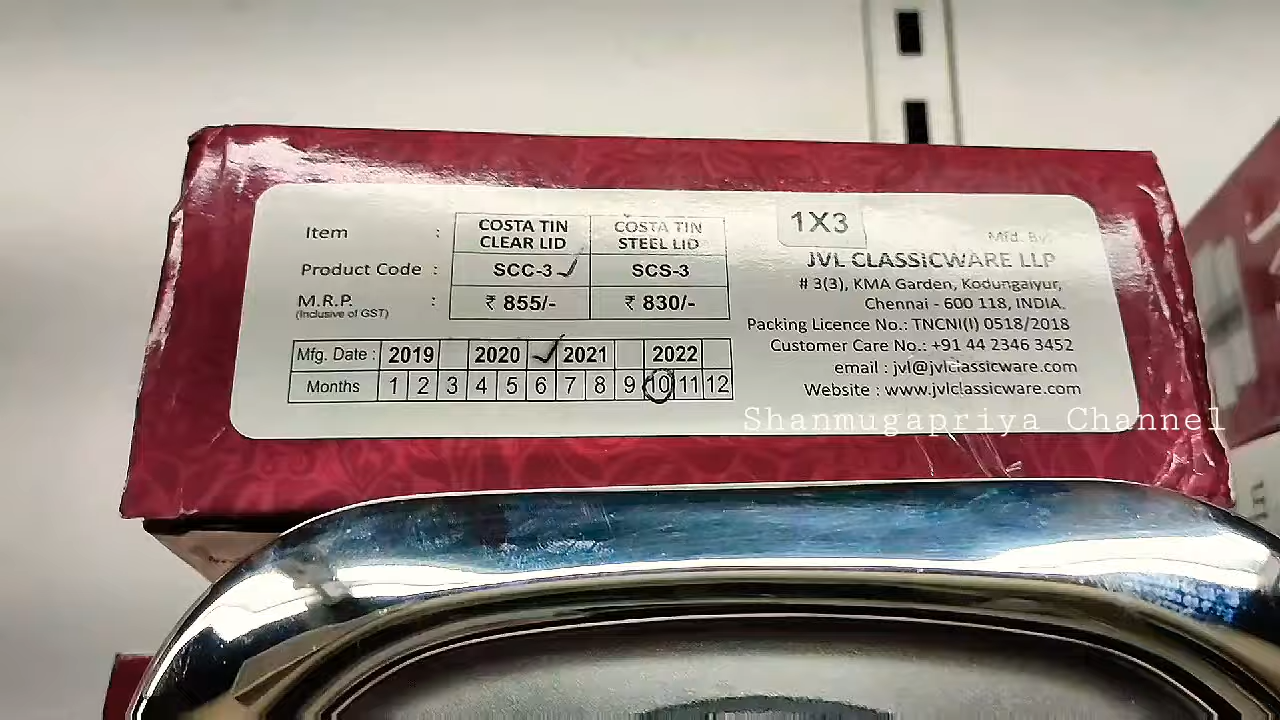 Item : COSTA TIN CLEAR LID COSTA TIN STEEL LID
Product Code : SCC-3 ✓ SCS-3
M.R.P. : ₹ 855/- ₹ 830/-
(Inclusive of GST)
Mfg. Date : 2019 2020 ✓ 2021 2022
Months 1 2 3 4 5 6 7 8 9 10 11 12
1X3
Mfd. By:
JVL CLASSICWARE LLP
# 3(3), KMA Garden, Kodungaiyur,
Chennai - 600 118, INDIA.
Packing Licence No.: TNCNI(I) 0518/2018
Customer Care No.: +91 44 2346 3452
email : jvl@jvlclassicware.com
Website : www.jvlclassicware.com
Shanmugapriya Channel